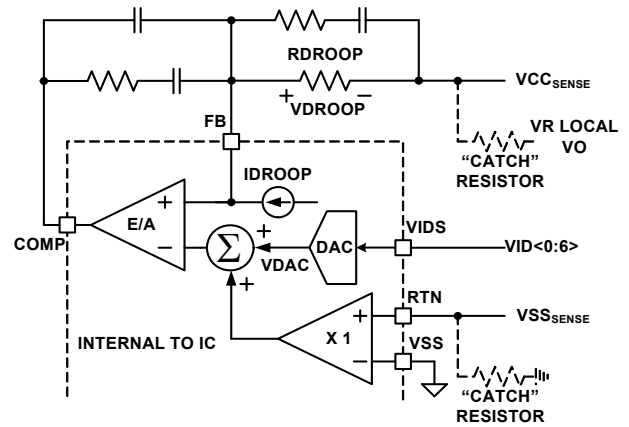 RDROOP
+ VDROOP −
VCCSENSE
FB
VR LOCAL
VO
"CATCH"
RESISTOR
IDROOP
+
E/A
−
COMP
Σ
+
+
VDAC
DAC
VIDS
VID<0:6>
RTN
VSSSENSE
+
X 1
−
VSS
INTERNAL TO IC
"CATCH"
RESISTOR